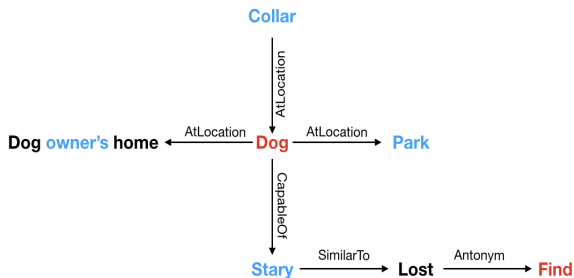 Collar
AtLocation
Dog owner's home
AtLocation
Dog
AtLocation
Park
CapableOf
Stary
SimilarTo
Lost
Antonym
Find